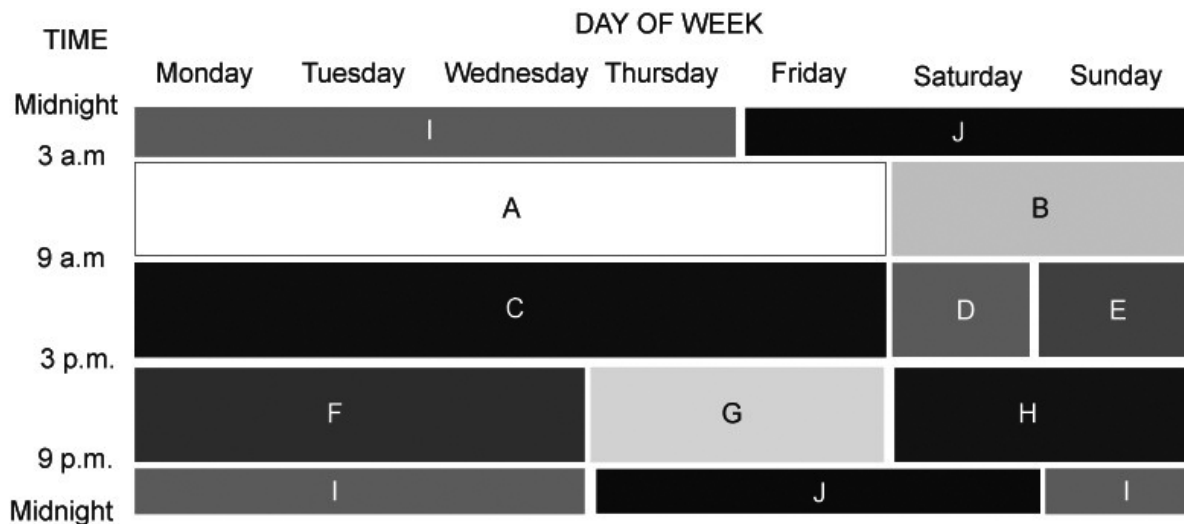 DAY OF WEEK
TIME
Monday Tuesday Wednesday Thursday Friday Saturday Sunday
Midnight
I J
3 a.m
A B
9 a.m
C D E
3 p.m.
F G H
9 p.m.
I J I
Midnight